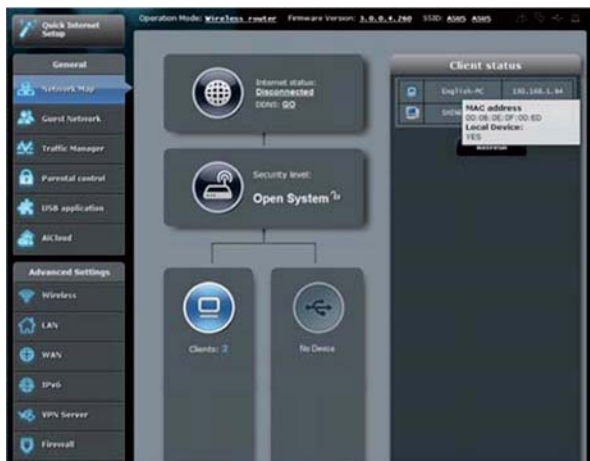 Quick Internet
Setup
Operation Mode: Wireless router Firmware Version: 3.0.0.4.260 SSID: ASUS ASUS
General
Network Map
Guest Network
Traffic Manager
Parental control
USB application
AiCloud
Advanced Settings
Wireless
LAN
WAN
IPv6
VPN Server
Firewall
Internet status:
Disconnected
DDNS: GO
Security level:
Open System
Clients: 2
No Device
Client status
English-PC 192.168.1.84
MAC address
00:0B:0E:0F:00:ED
Local Device:
YES
Refresh